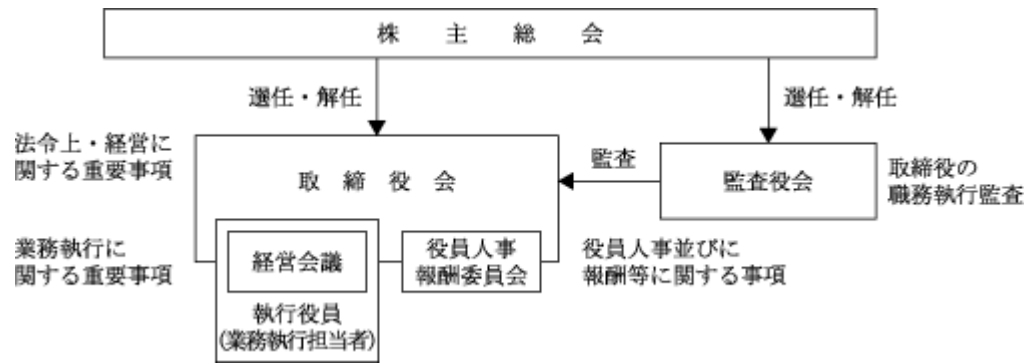 株主総会
選任・解任
選任・解任
法令上・経営に
関する重要事項
取締役会
監査
監査役会
取締役の
職務執行監査
業務執行に
関する重要事項
経営会議
役員人事
報酬委員会
役員人事並びに
報酬等に関する事項
執行役員
(業務執行担当者)